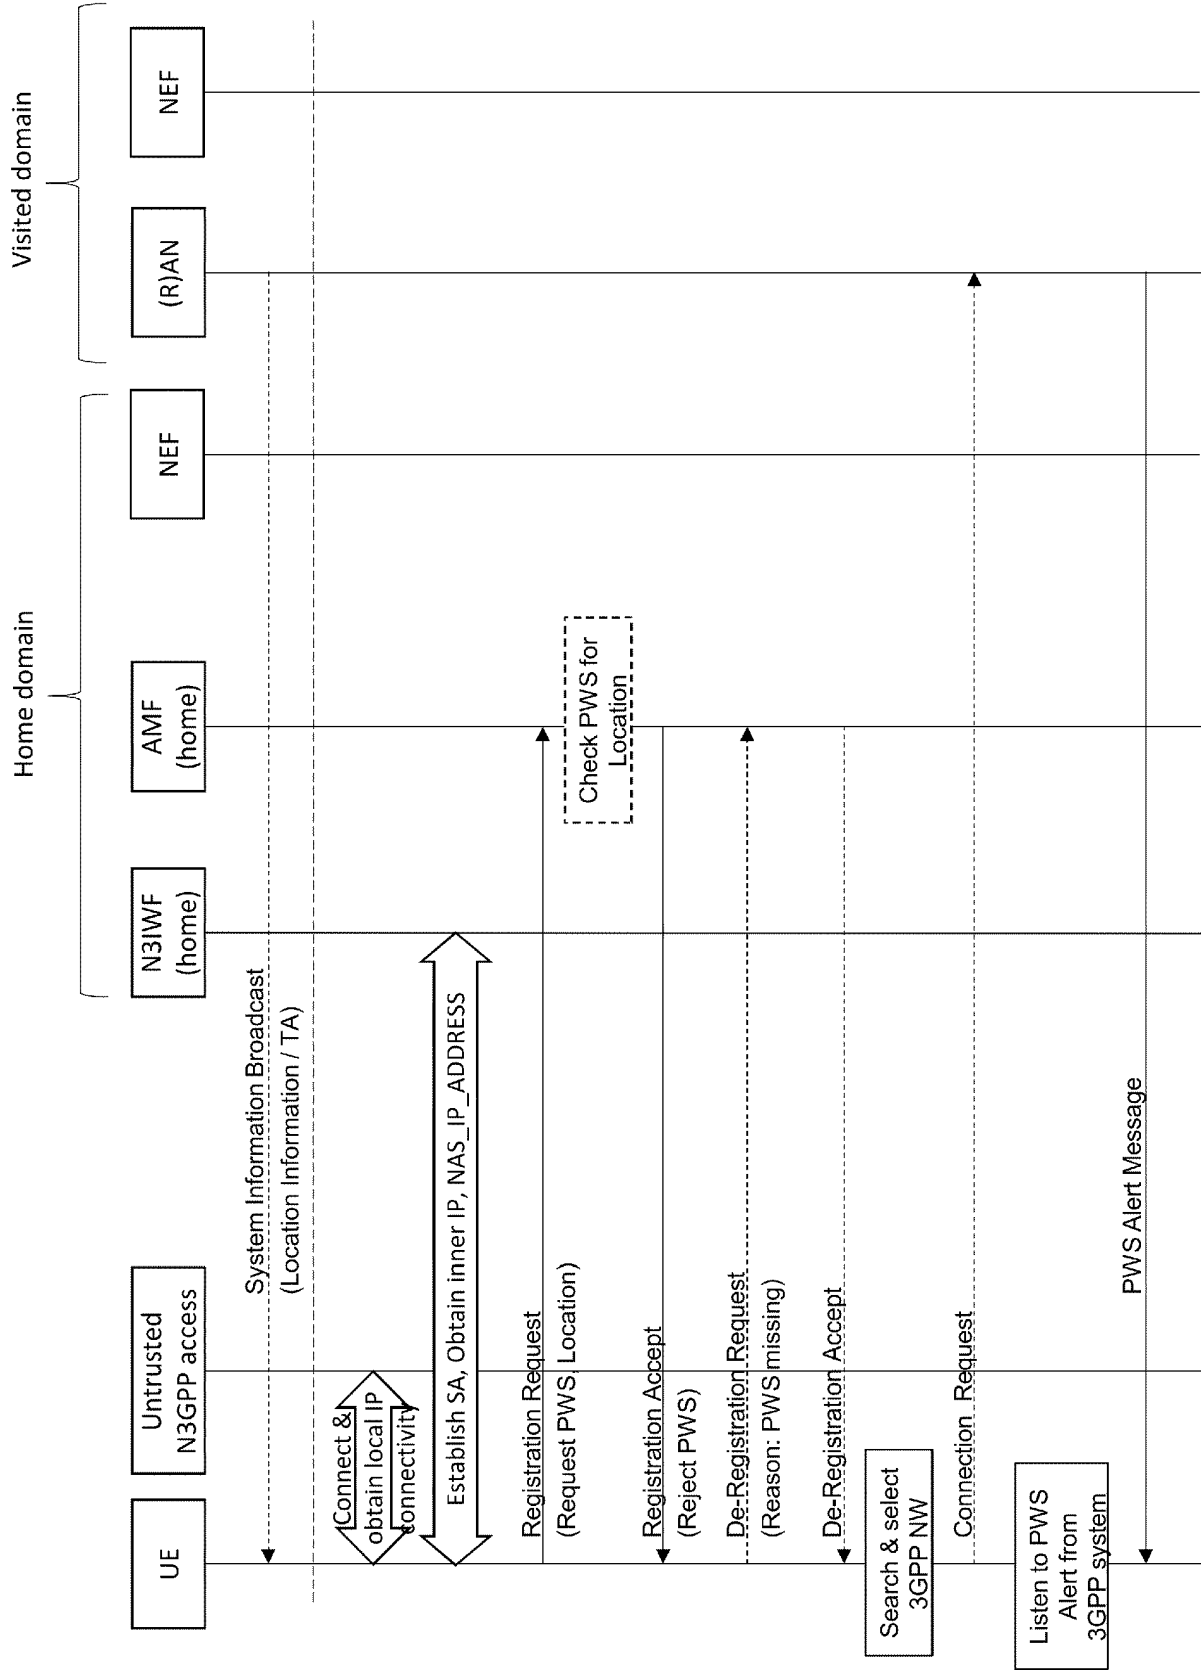 Home domain
Visited domain
UE
Untrusted
N3GPP access
N3IWF
(home)
AMF
(home)
NEF
(R)AN
NEF
System Information Broadcast
(Location Information / TA)
Connect &
obtain local IP
connectivity
Establish SA, Obtain inner IP, NAS_IP_ADDRESS
Registration Request
(Request PWS, Location)
Check PWS for
Location
Registration Accept
(Reject PWS)
De-Registration Request
(Reason: PWS missing)
De-Registration Accept
Search & select
3GPP NW
Connection Request
Listen to PWS
Alert from
3GPP system
PWS Alert Message